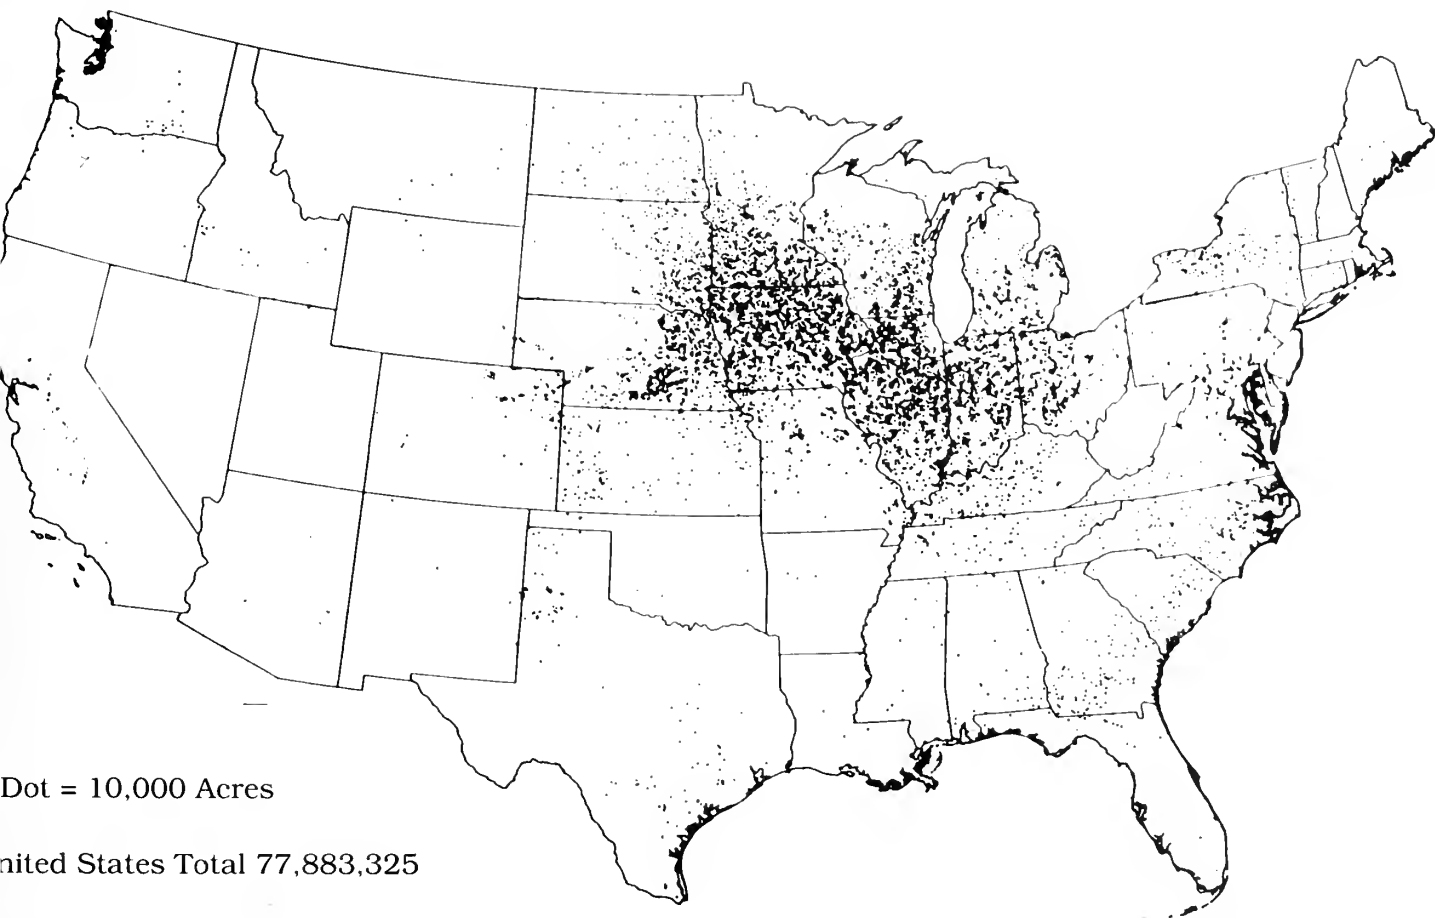 Dot = 10,000 Acres
nited States Total 77,883,325